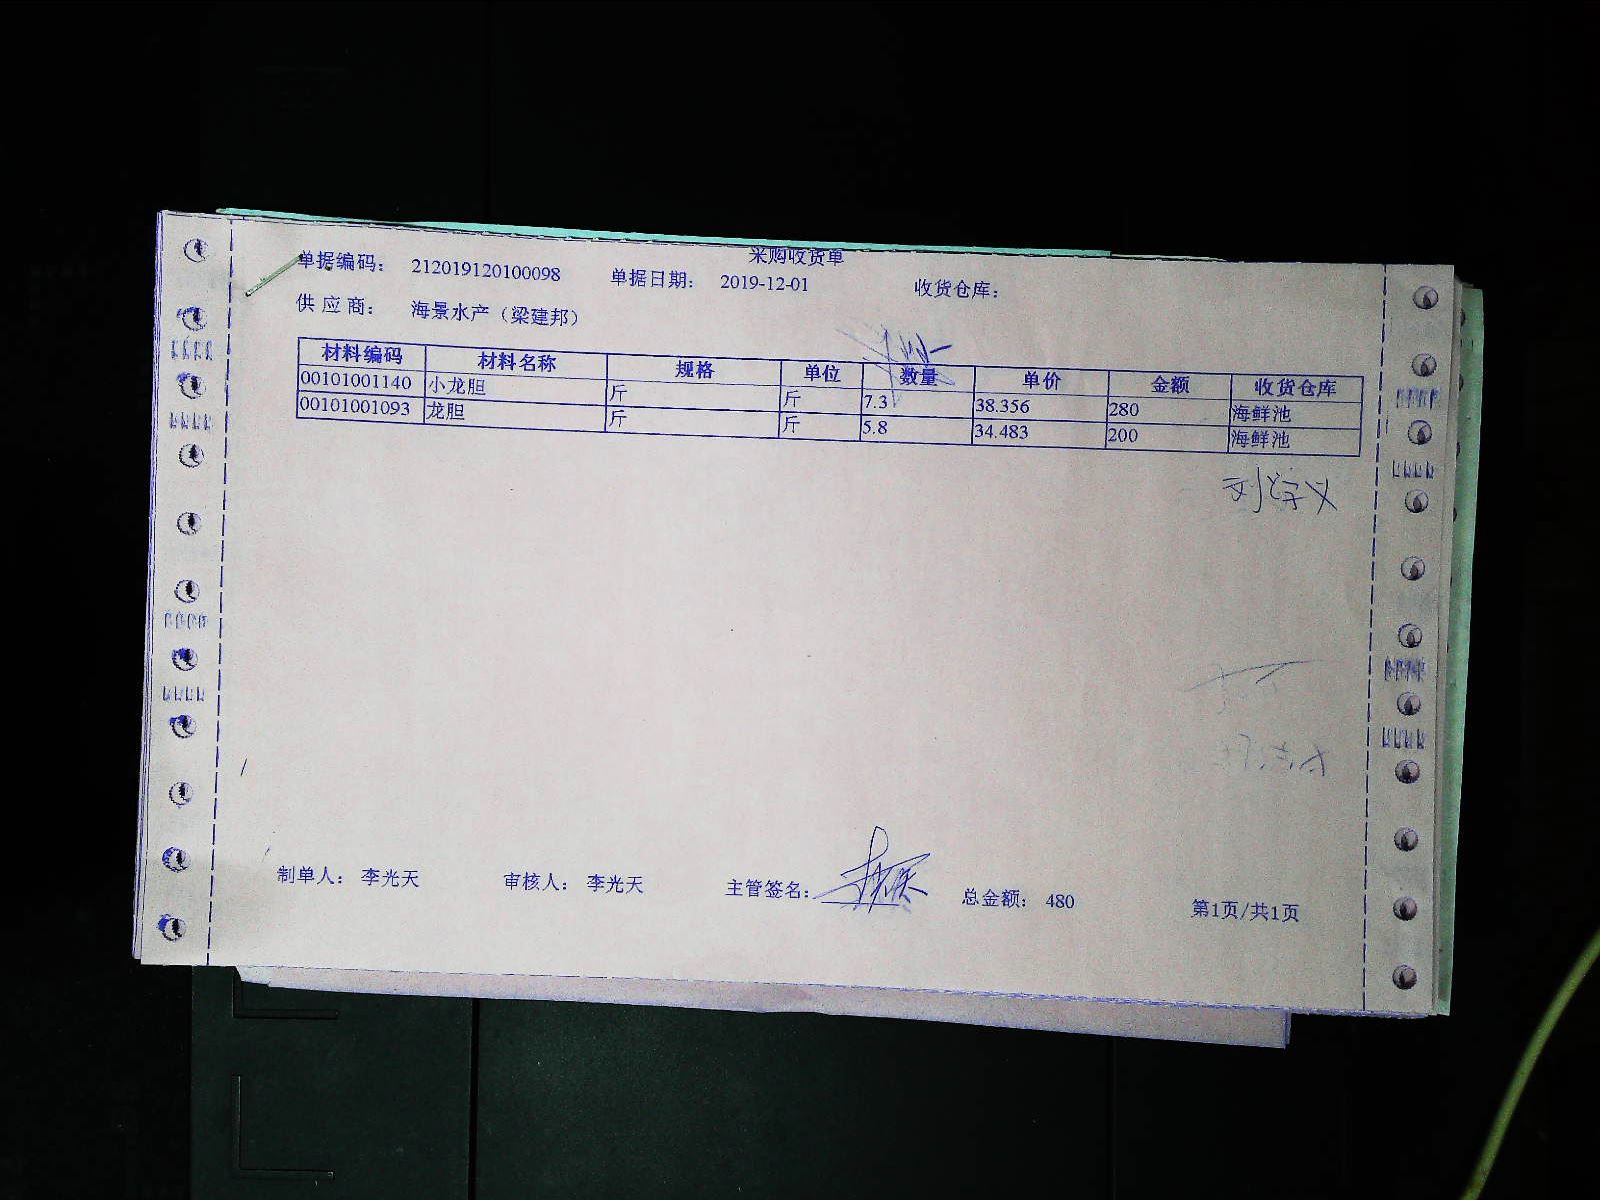 采购收货单
单据编码： 212019120100098 单据日期： 2019-12-01 收货仓库：
供 应 商： 海景水产（梁建邦）
材料编码 材料名称 规格 单位 数量 单价 金额 收货仓库
00101001140 小龙胆 斤 斤 7.3 38.356 280 海鲜池
00101001093 龙胆 斤 斤 5.8 34.483 200 海鲜池
制单人： 李光天 审核人： 李光天 主管签名： 总金额： 480 第1页/共1页